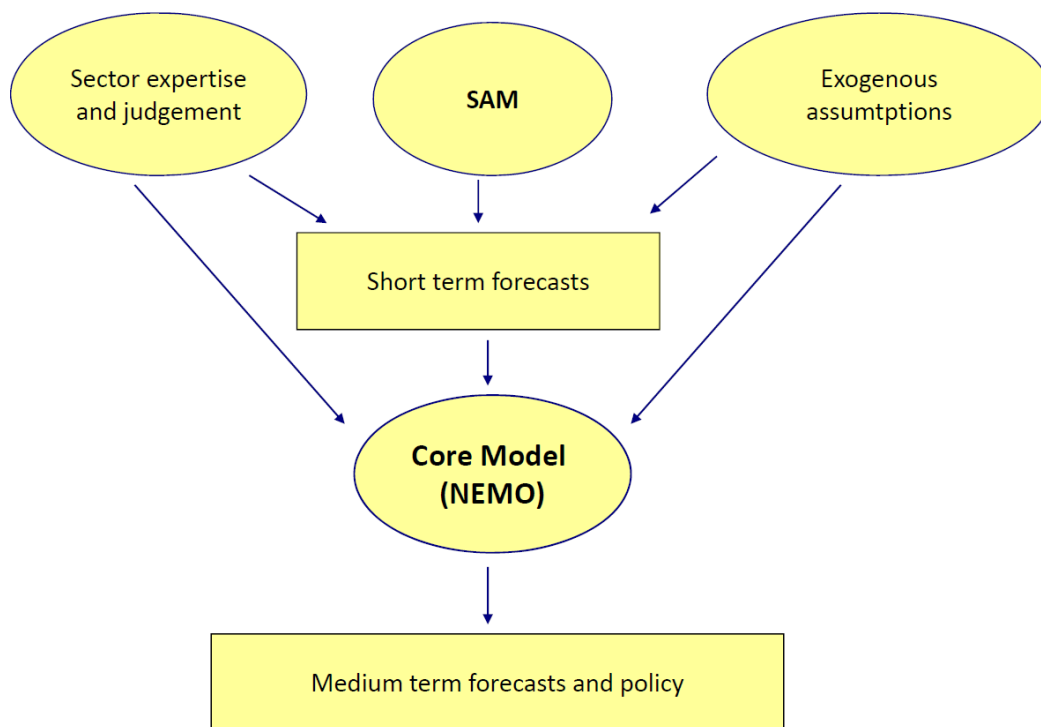 Sector expertise
and judgement
SAM
Exogenous
assumtptions
Short term forecasts
Core Model
(NEMO)
Medium term forecasts and policy